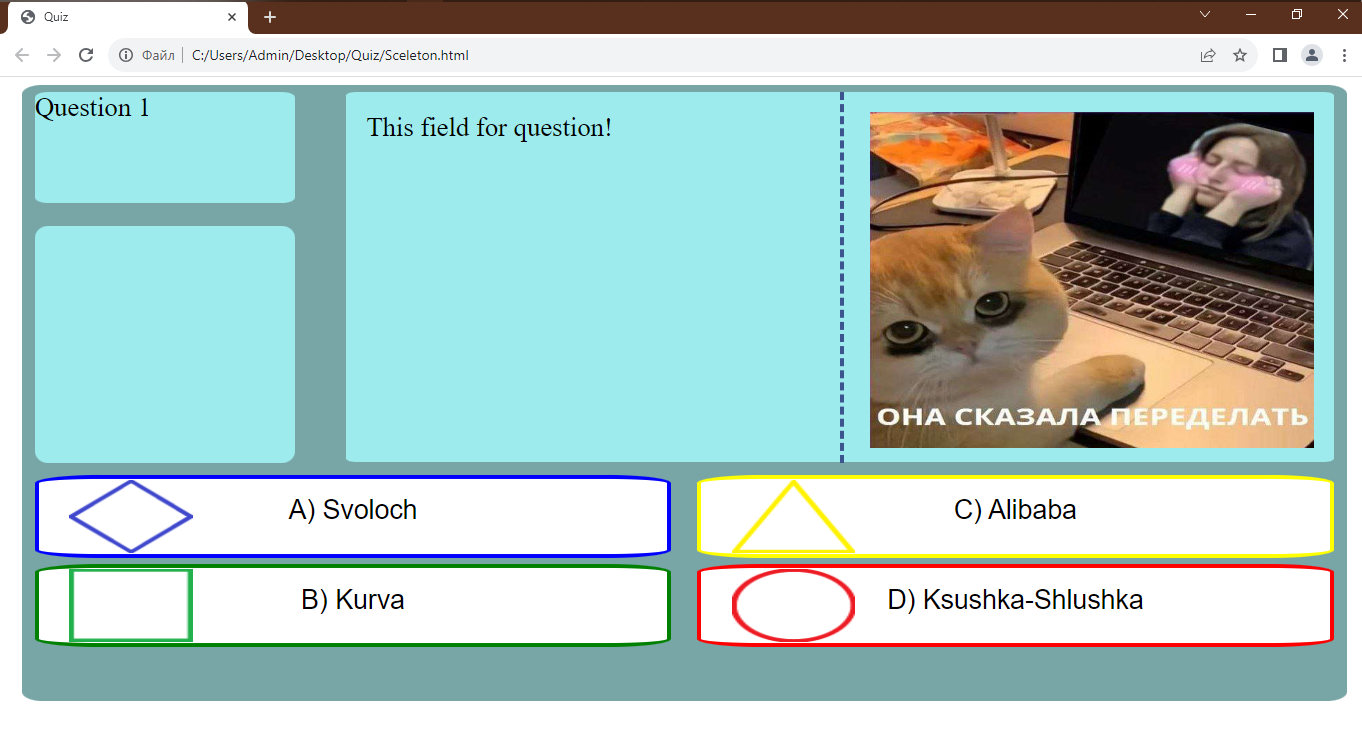 Quiz
Файл
C:/Users/Admin/Desktop/Quiz/Sceleton.html
Question 1
This field for question!
ОНА СКАЗАЛА ПЕРЕДЕЛАТЬ
A) Svoloch
C) Alibaba
B) Kurva
D) Ksushka-Shlushka